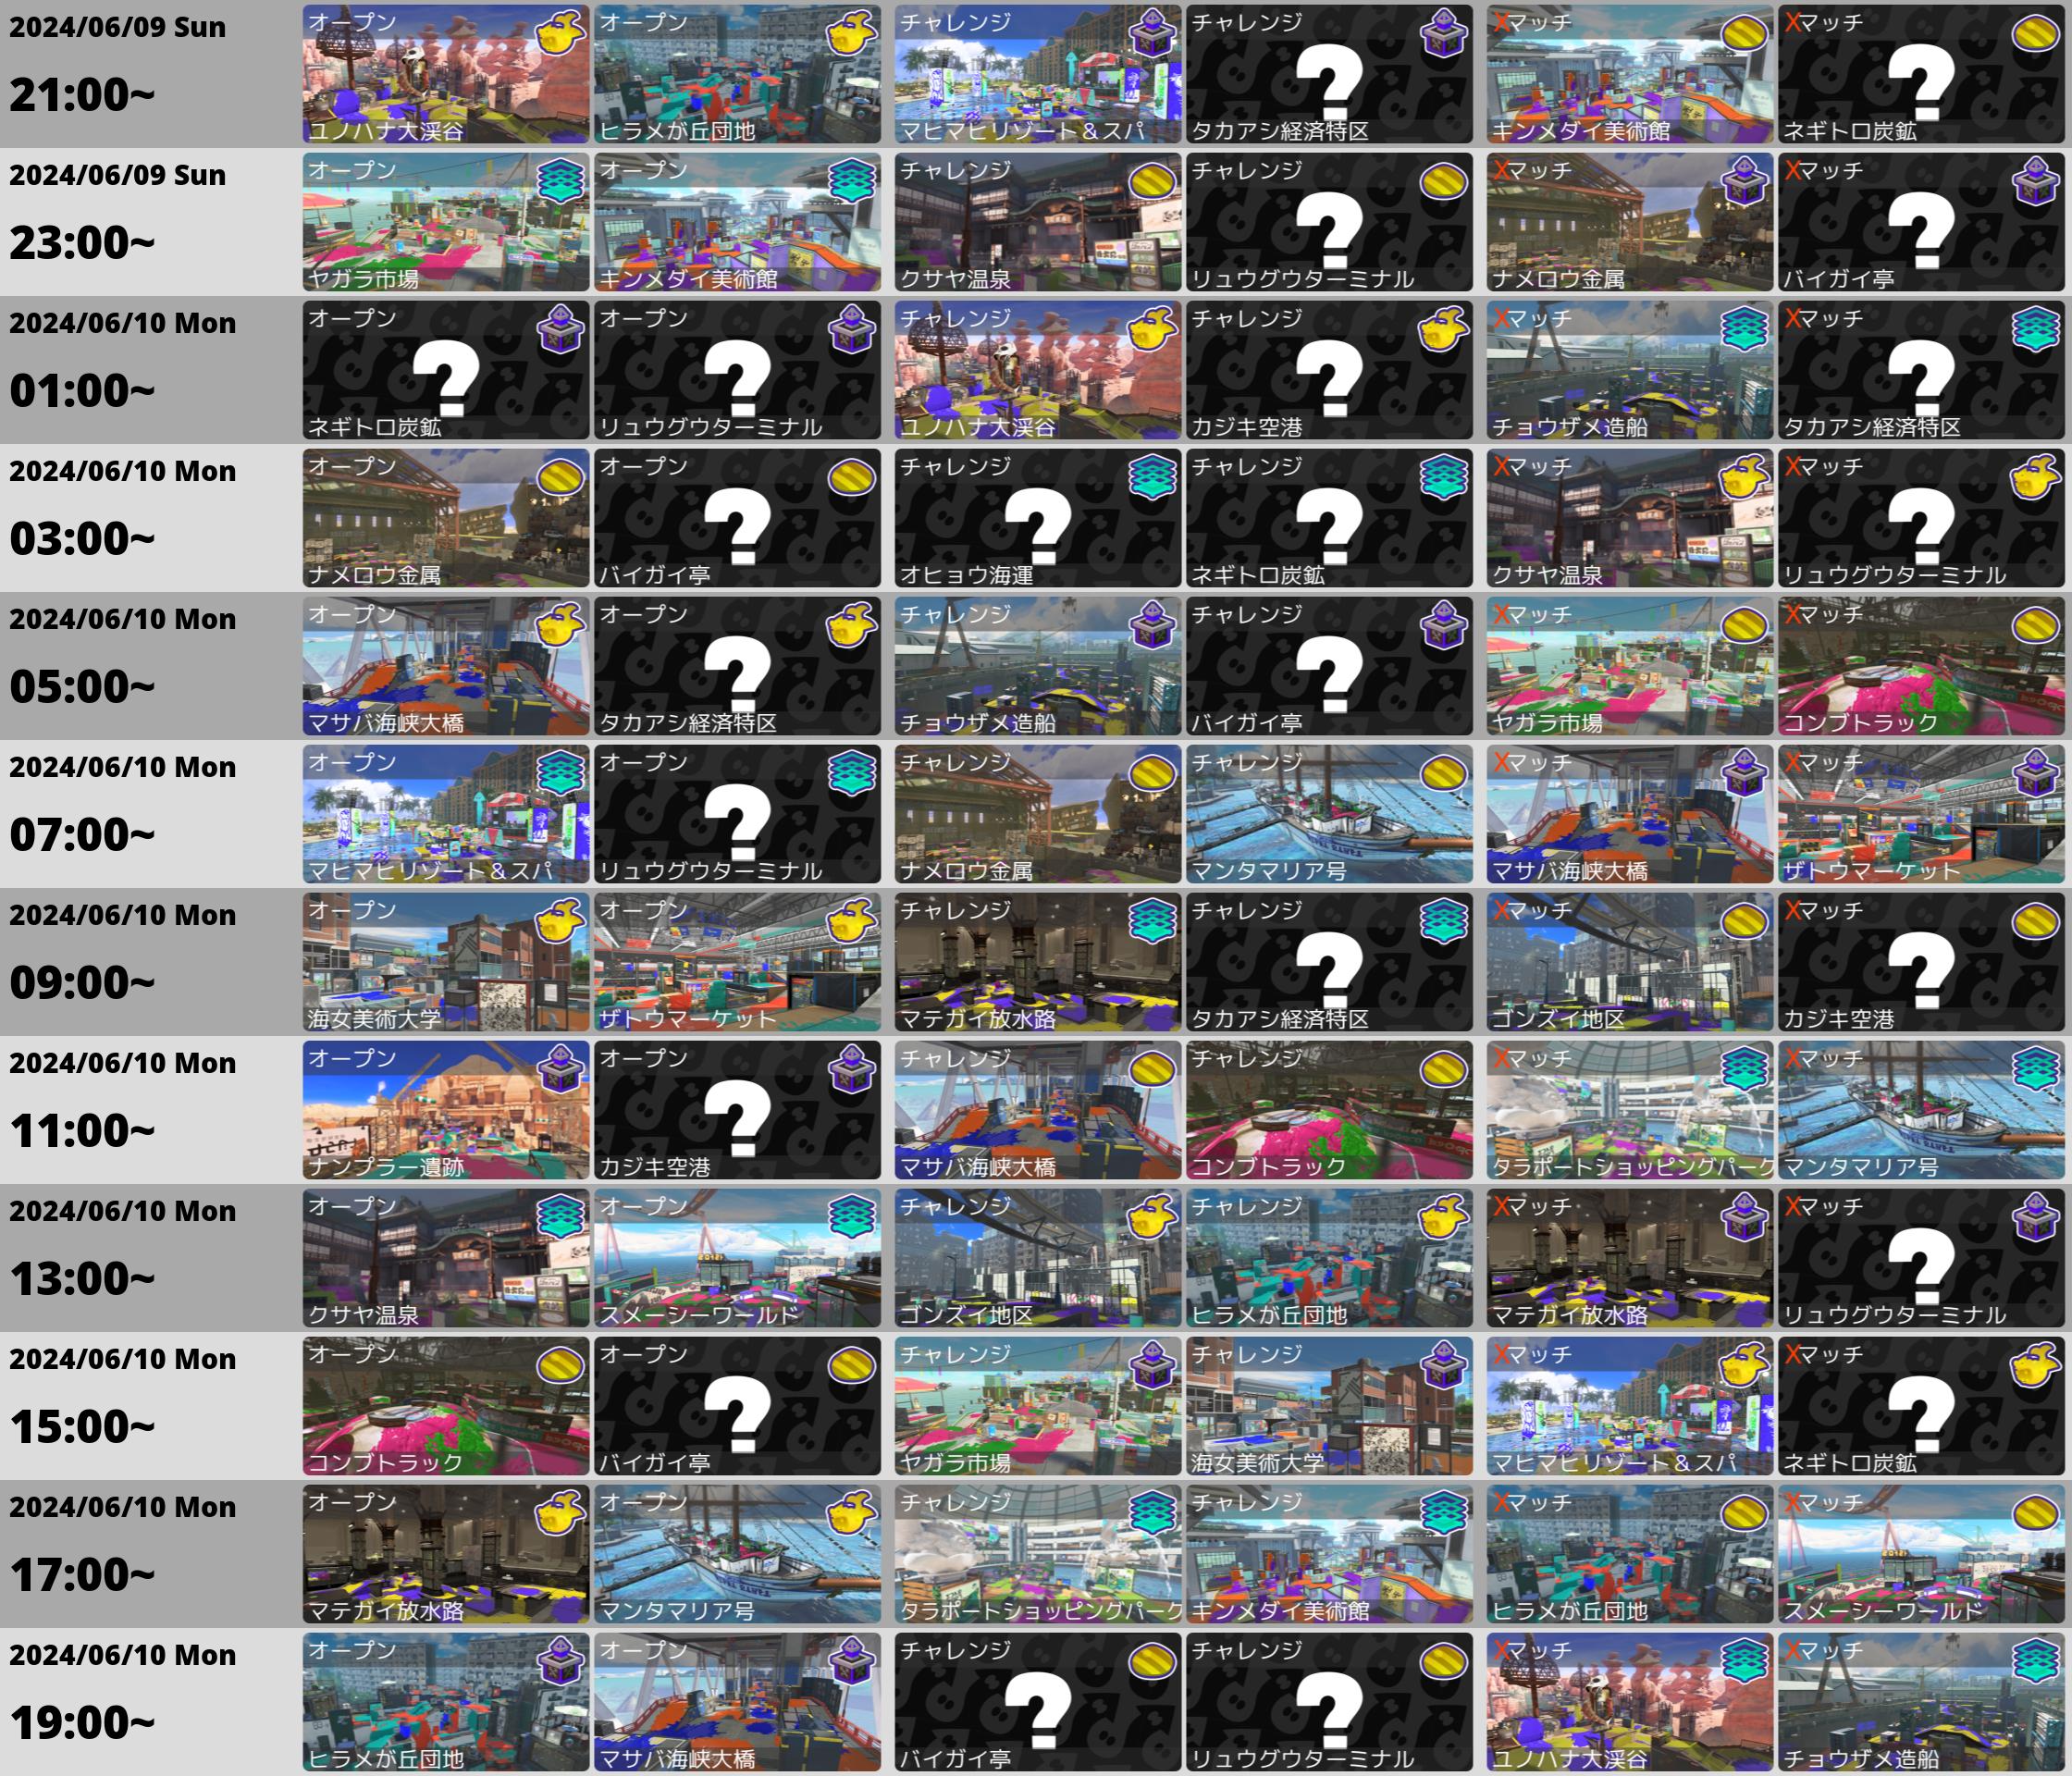 2024/06/09 Sun
21:00~
オープン オープン チャレンジ チャレンジ Xマッチ Xマッチ
ユノハナ大渓谷 ヒラメが丘団地 マヒマヒリゾート＆スパ タカアシ経済特区 キンメダイ美術館 ネギトロ炭鉱
2024/06/09 Sun
23:00~
オープン オープン チャレンジ チャレンジ Xマッチ Xマッチ
ヤガラ市場 キンメダイ美術館 クサヤ温泉 リュウグウターミナル ナメロウ金属 バイガイ亭
2024/06/10 Mon
01:00~
オープン オープン チャレンジ チャレンジ Xマッチ Xマッチ
? ? ? ?
ネギトロ炭鉱 リュウグウターミナル ユノハナ大渓谷 カジキ空港 チョウザメ造船 タカアシ経済特区
2024/06/10 Mon
03:00~
オープン オープン チャレンジ チャレンジ Xマッチ Xマッチ
? ? ? ?
ナメロウ金属 バイガイ亭 オヒョウ海運 ネギトロ炭鉱 クサヤ温泉 リュウグウターミナル
2024/06/10 Mon
05:00~
オープン オープン チャレンジ チャレンジ Xマッチ Xマッチ
? ?
マサバ海峡大橋 タカアシ経済特区 チョウザメ造船 バイガイ亭 ヤガラ市場 コンブトラック
2024/06/10 Mon
07:00~
オープン オープン チャレンジ チャレンジ Xマッチ Xマッチ
?
マヒマヒリゾート＆スパ リュウグウターミナル ナメロウ金属 マンタマリア号 マサバ海峡大橋 ザトウマーケット
2024/06/10 Mon
09:00~
オープン オープン チャレンジ チャレンジ Xマッチ Xマッチ
? ?
海女美術大学 ザトウマーケット マテガイ放水路 タカアシ経済特区 ゴンズイ地区 カジキ空港
2024/06/10 Mon
11:00~
オープン オープン チャレンジ チャレンジ Xマッチ Xマッチ
?
ナンプラー遺跡 カジキ空港 マサバ海峡大橋 コンブトラック タラポートショッピングパーク マンタマリア号
2024/06/10 Mon
13:00~
オープン オープン チャレンジ チャレンジ Xマッチ Xマッチ
?
クサヤ温泉 スメーシーワールド ゴンズイ地区 ヒラメが丘団地 マテガイ放水路 リュウグウターミナル
2024/06/10 Mon
15:00~
オープン オープン チャレンジ チャレンジ Xマッチ Xマッチ
? ?
コンブトラック バイガイ亭 ヤガラ市場 海女美術大学 マヒマヒリゾート＆スパ ネギトロ炭鉱
2024/06/10 Mon
17:00~
オープン オープン チャレンジ チャレンジ Xマッチ Xマッチ
マテガイ放水路 マンタマリア号 タラポートショッピングパーク キンメダイ美術館 ヒラメが丘団地 スメーシーワールド
2024/06/10 Mon
19:00~
オープン オープン チャレンジ チャレンジ Xマッチ Xマッチ
? ?
ヒラメが丘団地 マサバ海峡大橋 バイガイ亭 リュウグウターミナル ユノハナ大渓谷 チョウザメ造船